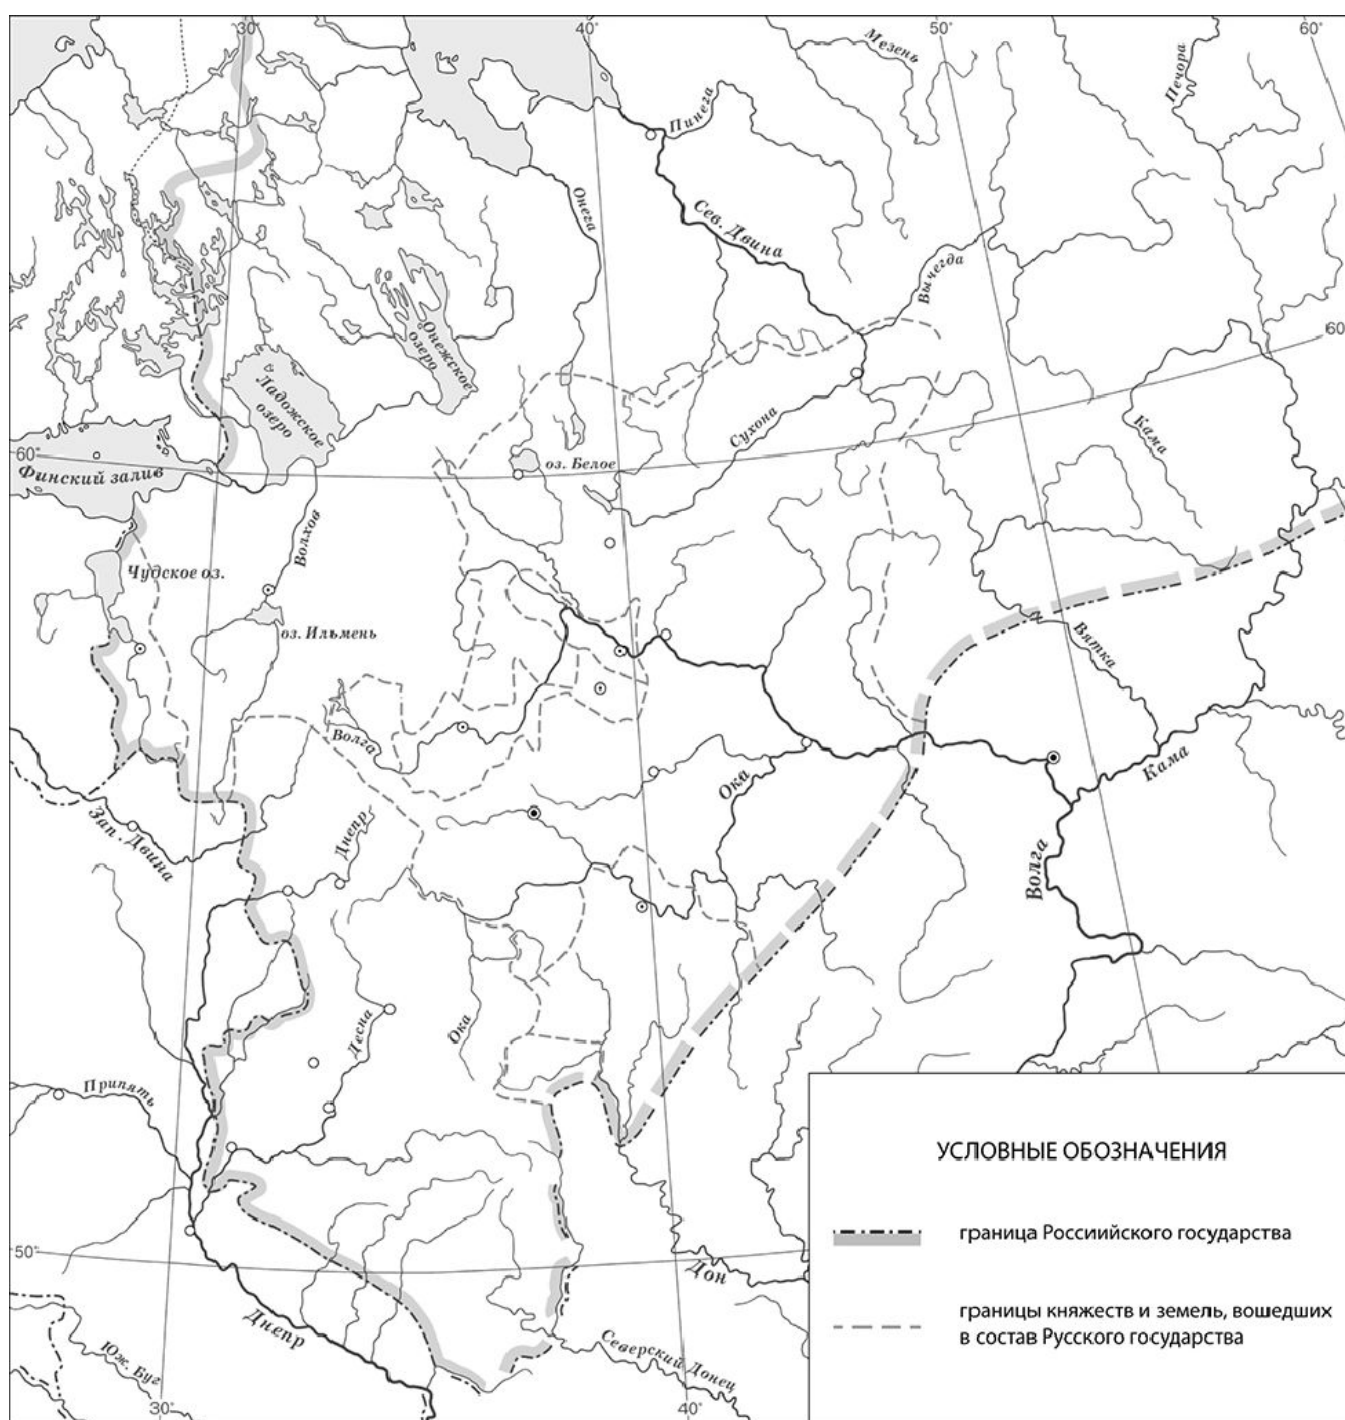 30°
40°
50°
60°
Мезень
Печора
Пинега
Онега
Сев. Двина
Вычегда
Онежское
озеро
Ладожское
озеро
60°
Сухона
Кама
60°
Финский залив
оз. Белое
Волхов
Чудское оз.
оз. Ильмень
Вятка
Волга
Ока
Кама
Зап. Двина
Днепр
Волга
Десна
Ока
Припять
50°
Дон
Днепр
Северский Донец
Юж. Буг
30°
40°
УСЛОВНЫЕ ОБОЗНАЧЕНИЯ
граница Россиийского государства
границы княжеств и земель, вошедших
в состав Русского государства